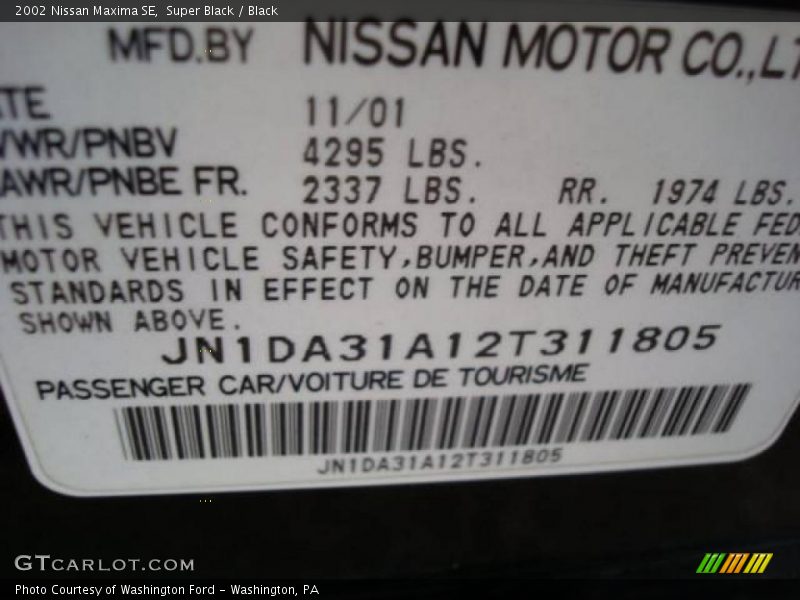 2002 Nissan Maxima SE,  Super Black / Black
MFD.BY NISSAN MOTOR CO.,LT
TE 11/01
VWR/PNBV 4295 LBS.
AWR/PNBE FR. 2337 LBS. RR. 1974 LBS.
THIS VEHICLE CONFORMS TO ALL APPLICABLE FED
MOTOR VEHICLE SAFETY,BUMPER,AND THEFT PREVEN
STANDARDS IN EFFECT ON THE DATE OF MANUFACTUR
SHOWN ABOVE.
JN1DA31A12T311805
PASSENGER CAR/VOITURE DE TOURISME
JN1DA31A12T311805
GTCARLOT.COM
Photo Courtesy of Washington Ford - Washington, PA